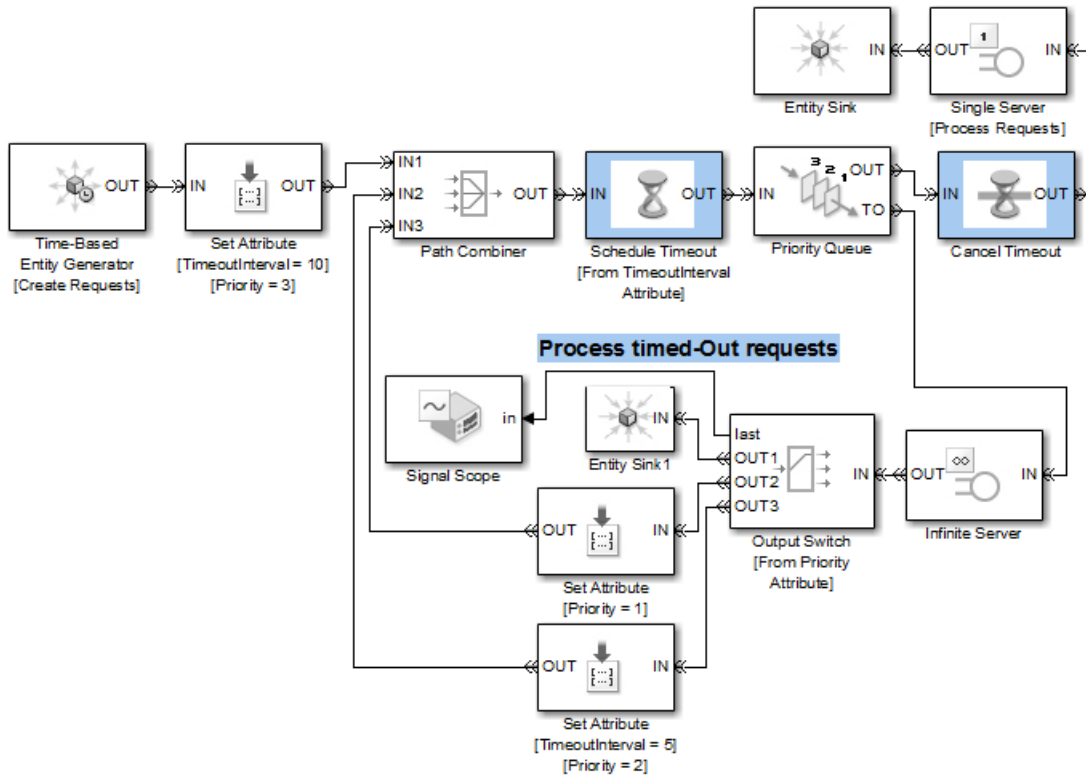 1
IN
OUT
IN
Entity Sink
Single Server
[Process Requests]
OUT
IN
OUT
IN1
IN2
IN3
OUT
IN
OUT
IN
3
2
1
OUT
TO
IN
OUT
Time-Based
Entity Generator
[Create Requests]
Set Attribute
[TimeoutInterval = 10]
[Priority = 3]
Path Combiner
Schedule Timeout
[From TimeoutInterval
Attribute]
Priority Queue
Cancel Timeout
Process timed-Out requests
in
Signal Scope
IN
Entity Sink1
last
OUT1
OUT2
OUT3
IN
Output Switch
[From Priority
Attribute]
OUT
IN
Infinite Server
OUT
[...]
IN
Set Attribute
[Priority = 1]
OUT
[...]
IN
Set Attribute
[TimeoutInterval = 5]
[Priority = 2]